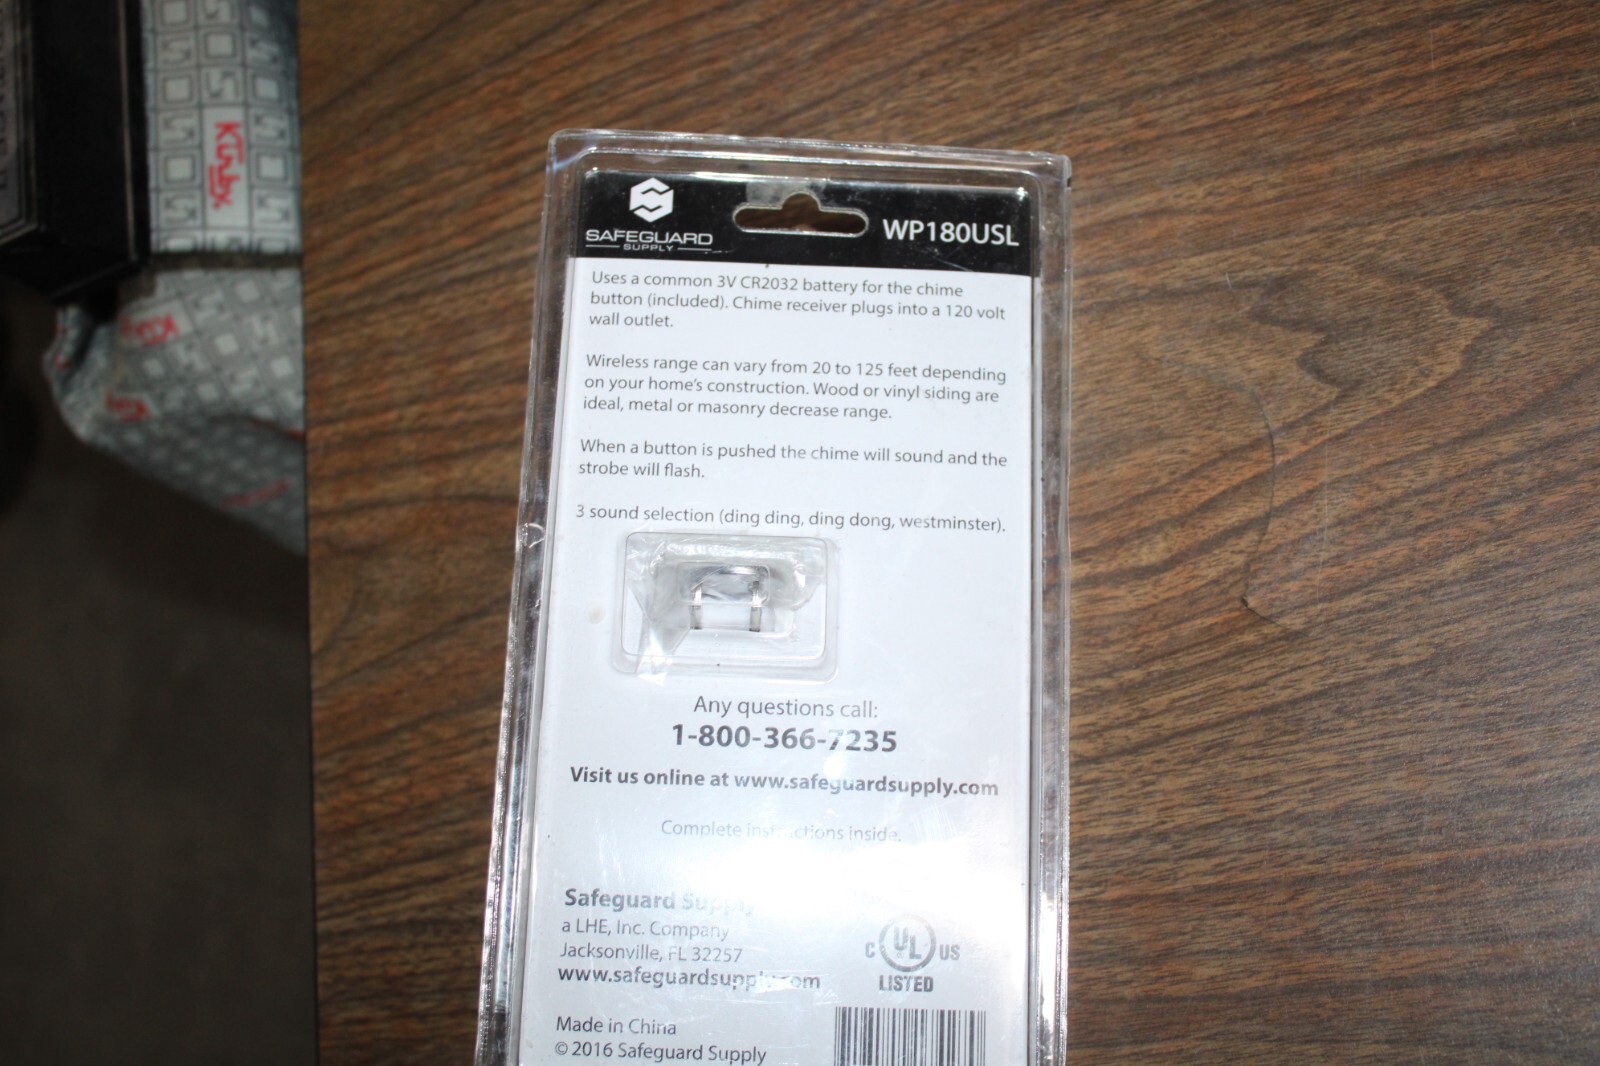 Kirby
SAFEGUARD
SUPPLY
WP180USL
Uses a common 3V CR2032 battery for the chime
button (included). Chime receiver plugs into a 120 volt
wall outlet.
Wireless range can vary from 20 to 125 feet depending
on your home's construction. Wood or vinyl siding are
ideal, metal or masonry decrease range.
When a button is pushed the chime will sound and the
strobe will flash.
3 sound selection (ding ding, ding dong, westminster).
Any questions call:
1-800-366-7235
Visit us online at www.safeguardsupply.com
Complete instructions inside.
Safeguard Supply
a LHE, Inc. Company
Jacksonville, FL 32257
www.safeguardsupply.com
C UL US
LISTED
Made in China
© 2016 Safeguard Supply